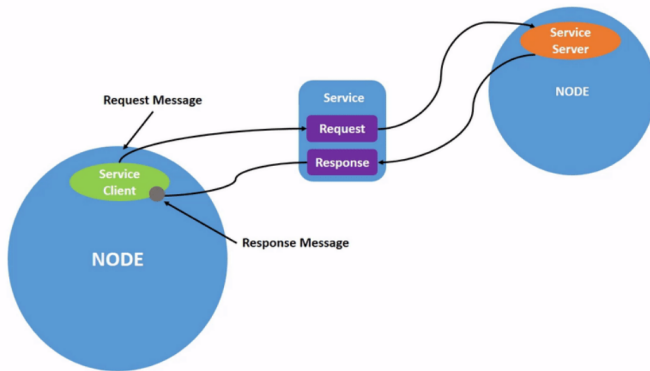 Service
Server
NODE
Request Message
Service
Request
Response
Service
Client
Response Message
NODE